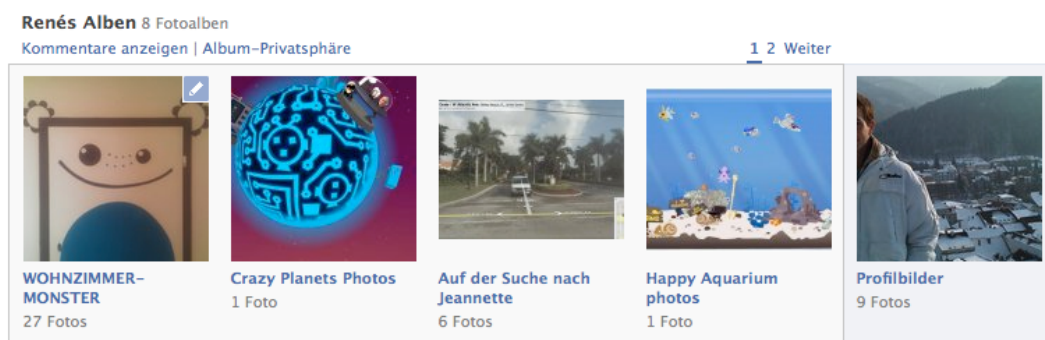 Renés Alben 8 Fotoalben
Kommentare anzeigen | Album-Privatsphäre
1 2 Weiter
WOHNZIMMER-
MONSTER
27 Fotos
Crazy Planets Photos
1 Foto
Auf der Suche nach
Jeannette
6 Fotos
Happy Aquarium
photos
1 Foto
Profilbilder
9 Fotos